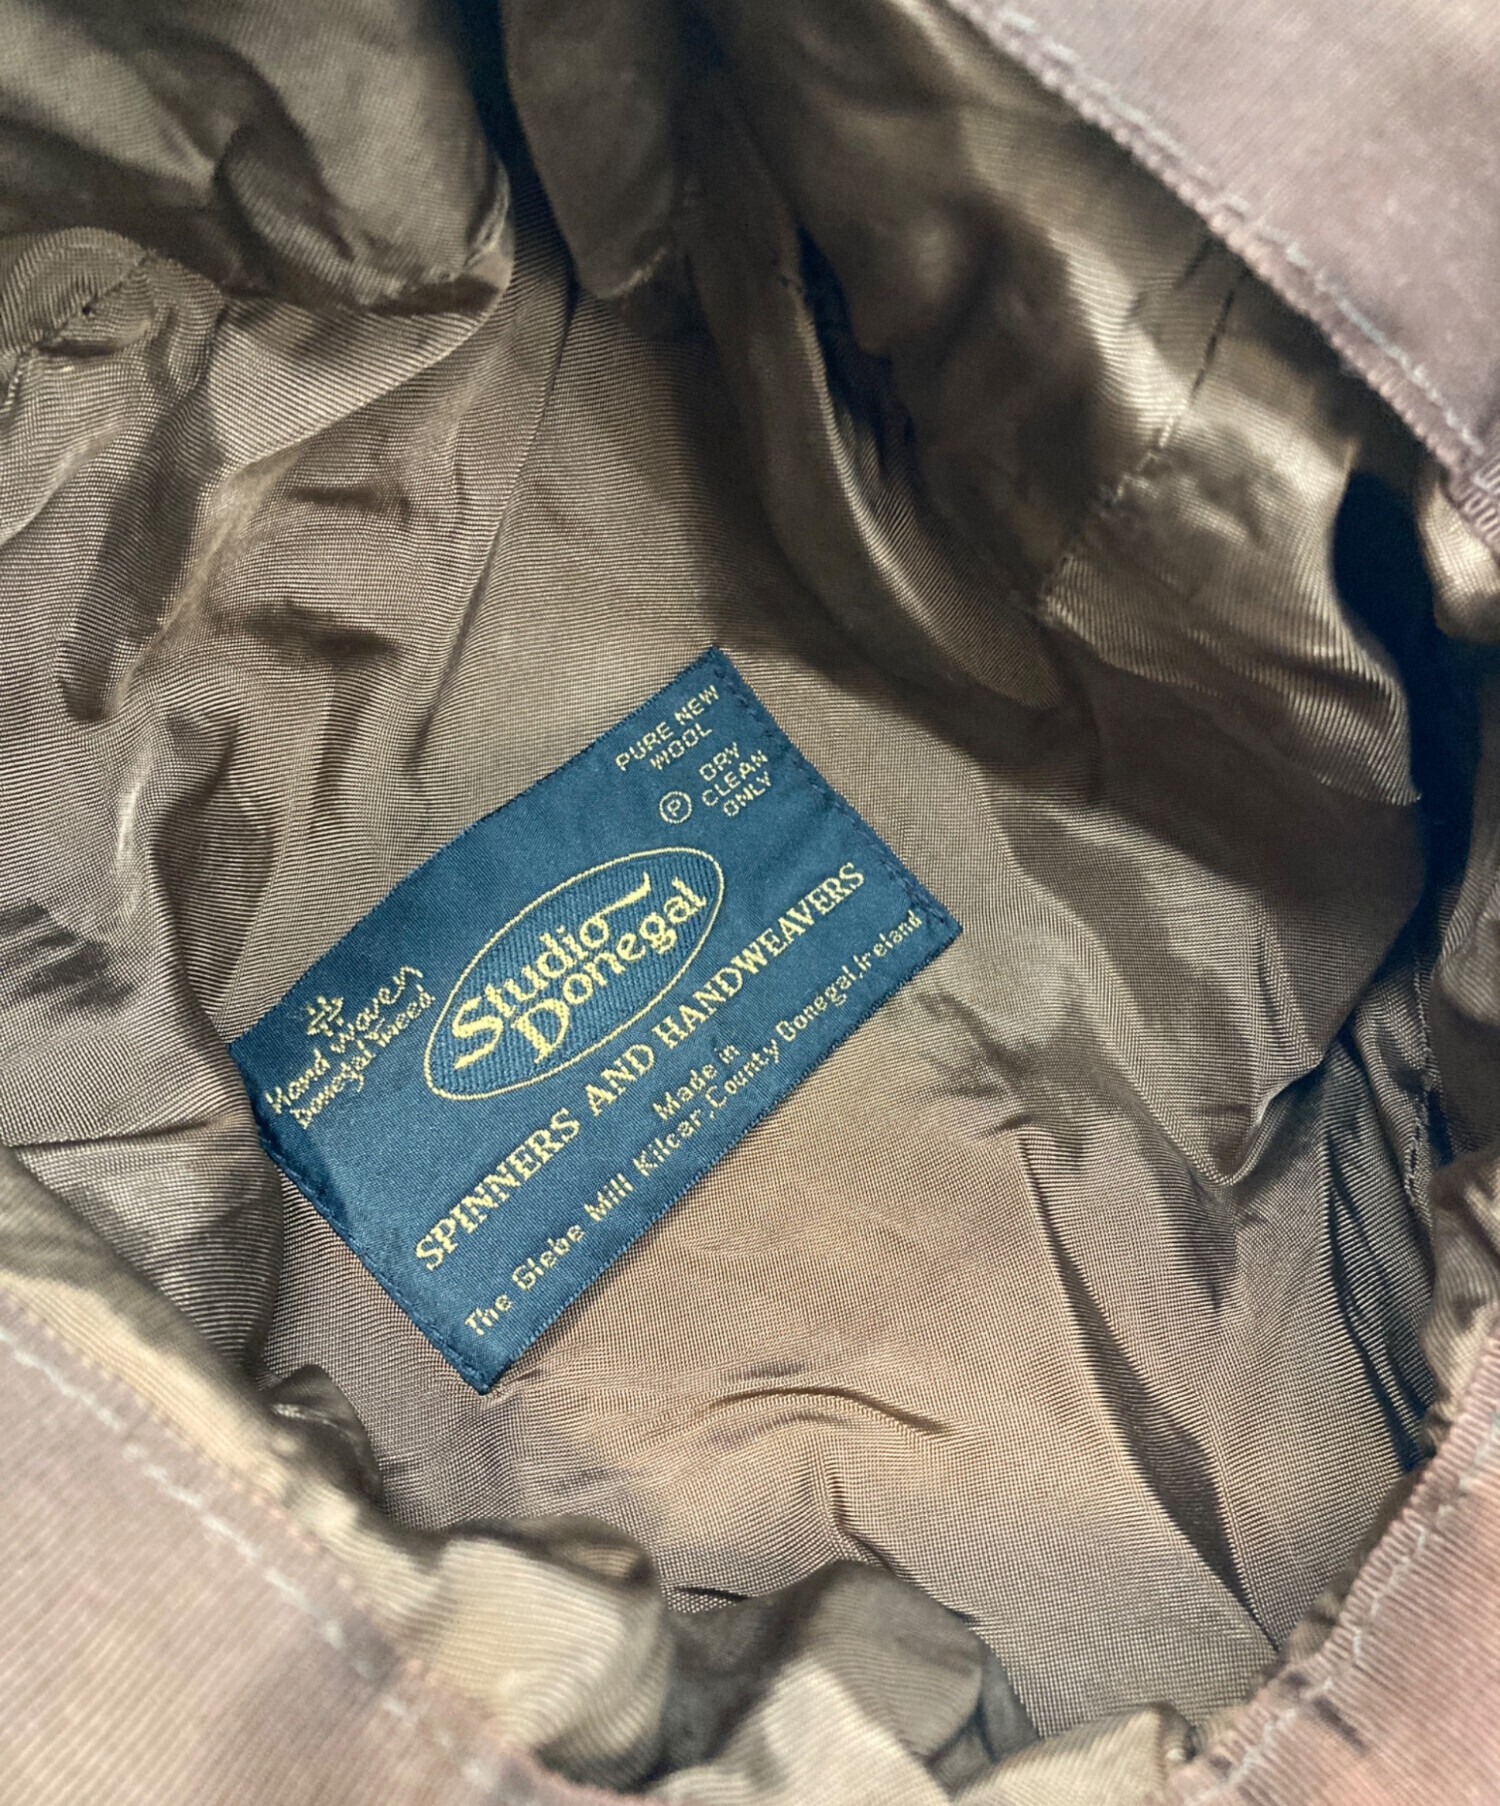 PURE NEW
WOOL
DRY
CLEAN
ONLY
P
Hand Woven
Donegal Tweed
Studio
Donegal
SPINNERS AND HANDWEAVERS
Made in
The Glebe Mill Kilcar,County Donegal,Ireland